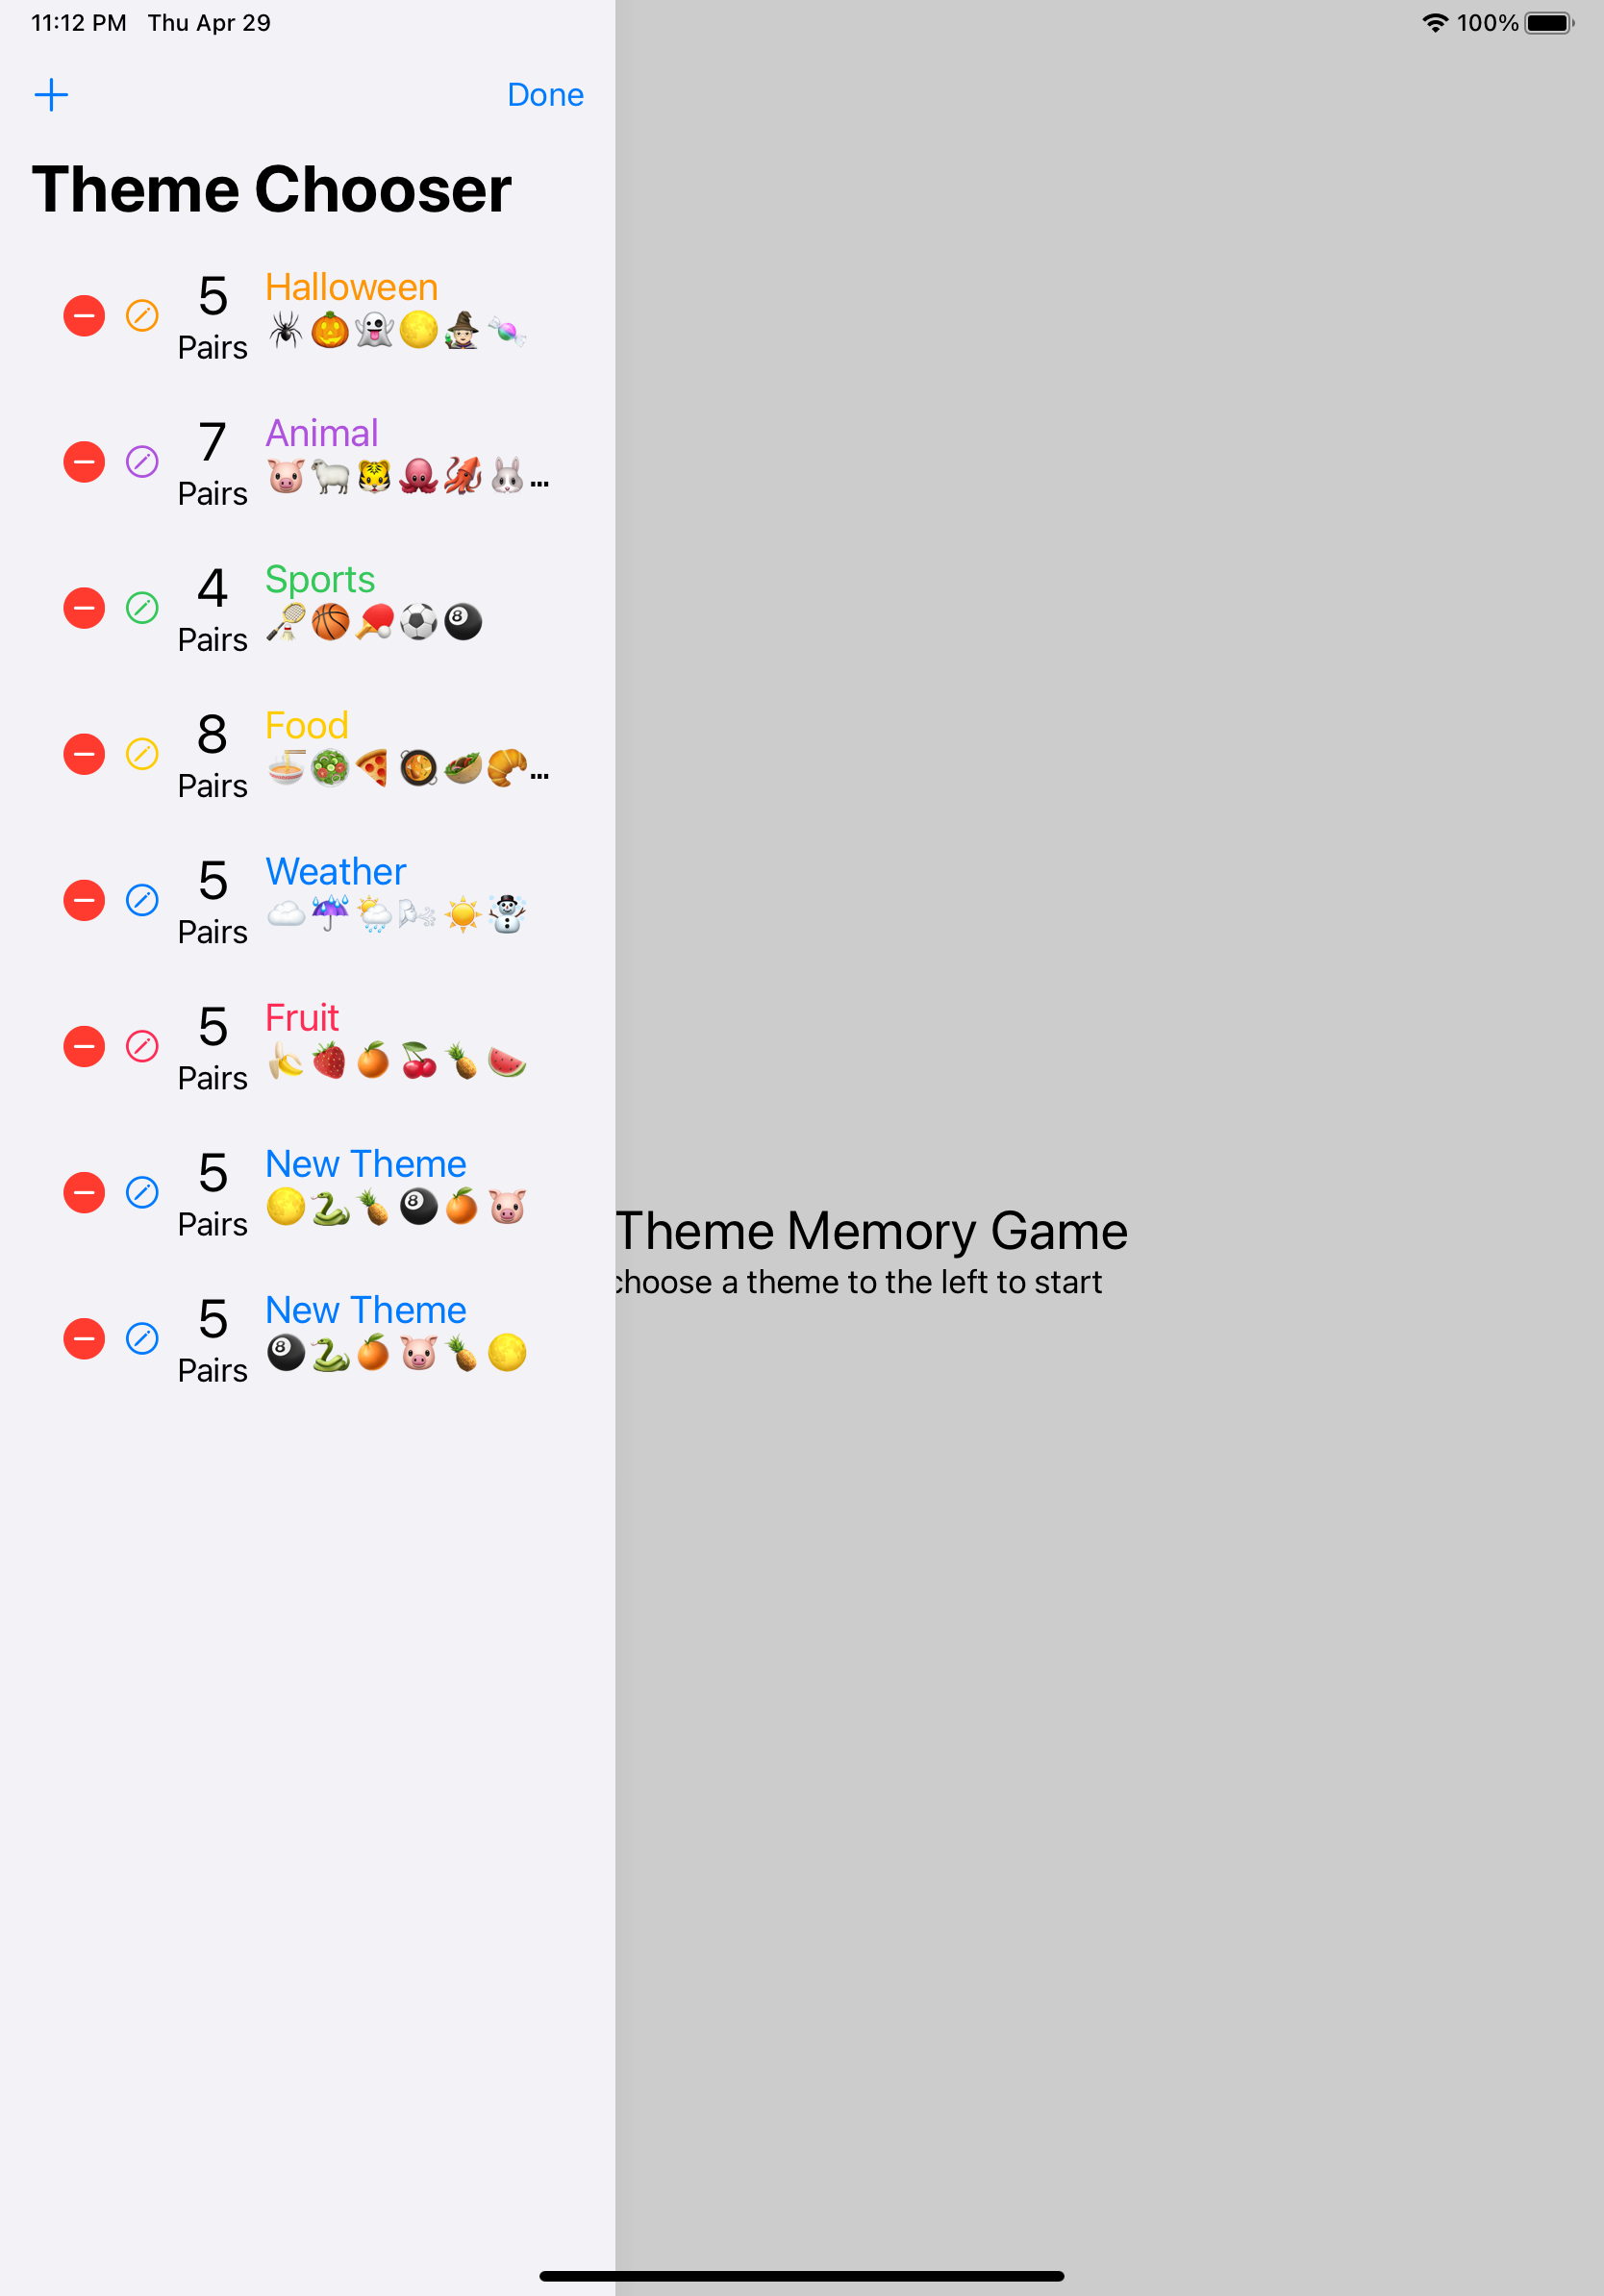 11:12 PM Thu Apr 29 100%
Done
Theme Chooser
5 Pairs
Halloween
🕷🎃👻🌕🧙🏻🍬
7 Pairs
Animal
🐷🐑🐯🐙🦑🐰...
4 Pairs
Sports
🏸🏀🏓⚽️🎱
8 Pairs
Food
🍜🥗🍕🥘🥙🥐...
5 Pairs
Weather
☁️☔️🌦🌬☀️☃️
5 Pairs
Fruit
🍌🍓🍊🍒🍍🍉
5 Pairs
New Theme
🌕🐍🍍🎱🍊🐷
5 Pairs
New Theme
🎱🐍🍊🐷🍍🌕
Theme Memory Game
choose a theme to the left to start